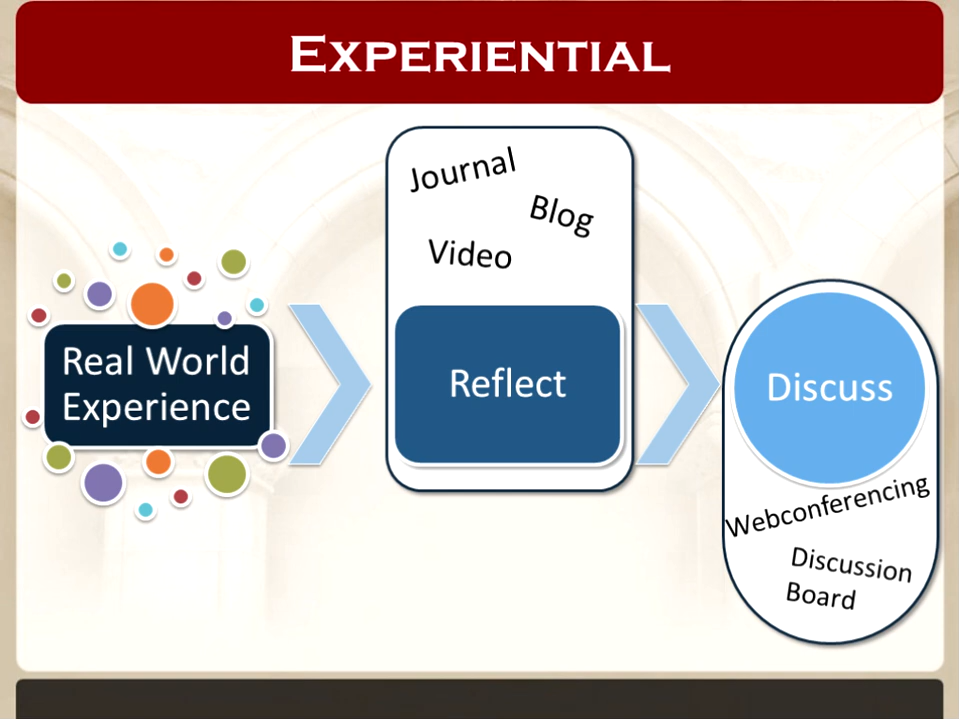 EXPERIENTIAL
Real World
Experience
Journal
Blog
Video
Reflect
Discuss
Webconferencing
Discussion
Board